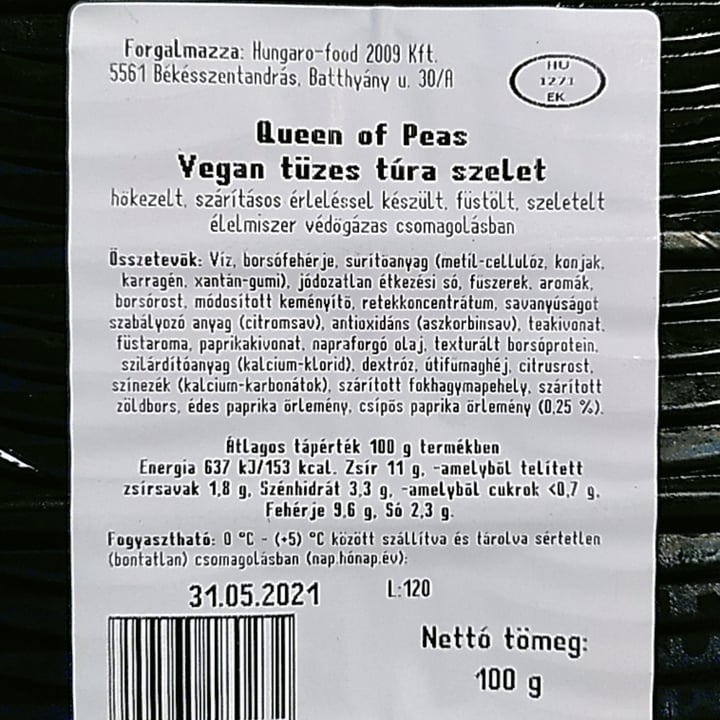 Forgalmazza: Hungaro-food 2009 Kft.
5561 Békésszentandrás, Batthyány u. 30/A
HU
1271
EK
Queen of Peas
Vegan tüzes túra szelet
hőkezelt, szárításos érleléssel készült, füstölt, szeletelt
élelmiszer védőgázas csomagolásban
Összetevők: Víz, borsófehérje, sűrítőanyag (metil-cellulóz, konjak,
karragén, xantán-gumi), jódozatlan étkezési só, fűszerek, aromák,
borsórost, módosított keményítő, retekkoncentrátum, savanyúságot
szabályozó anyag (citromsav), antioxidáns (aszkorbinsav), teakivonat,
füstaroma, paprikakivonat, napraforgó olaj, texturált borsóprotein,
szilárdítóanyag (kalcium-klorid), dextróz, útifűmaghéj, citrusrost,
színezék (kalcium-karbonátok), szárított fokhagymapehely, szárított
zöldbors, édes paprika őrlemény, csípős paprika őrlemény (0,25 %).
Átlagos tápérték 100 g termékben
Energia 637 kJ/153 kcal. Zsír 11 g, -amelyből telített
zsírsavak 1,8 g, Szénhidrát 3,3 g, -amelyből cukrok <0,7 g,
Fehérje 9,6 g, Só 2,3 g.
Fogyasztható: 0 °C - (+5) °C között szállítva és tárolva sértetlen
(bontatlan) csomagolásban (nap.hónap.év):
31.05.2021 L:120
Nettó tömeg:
100 g